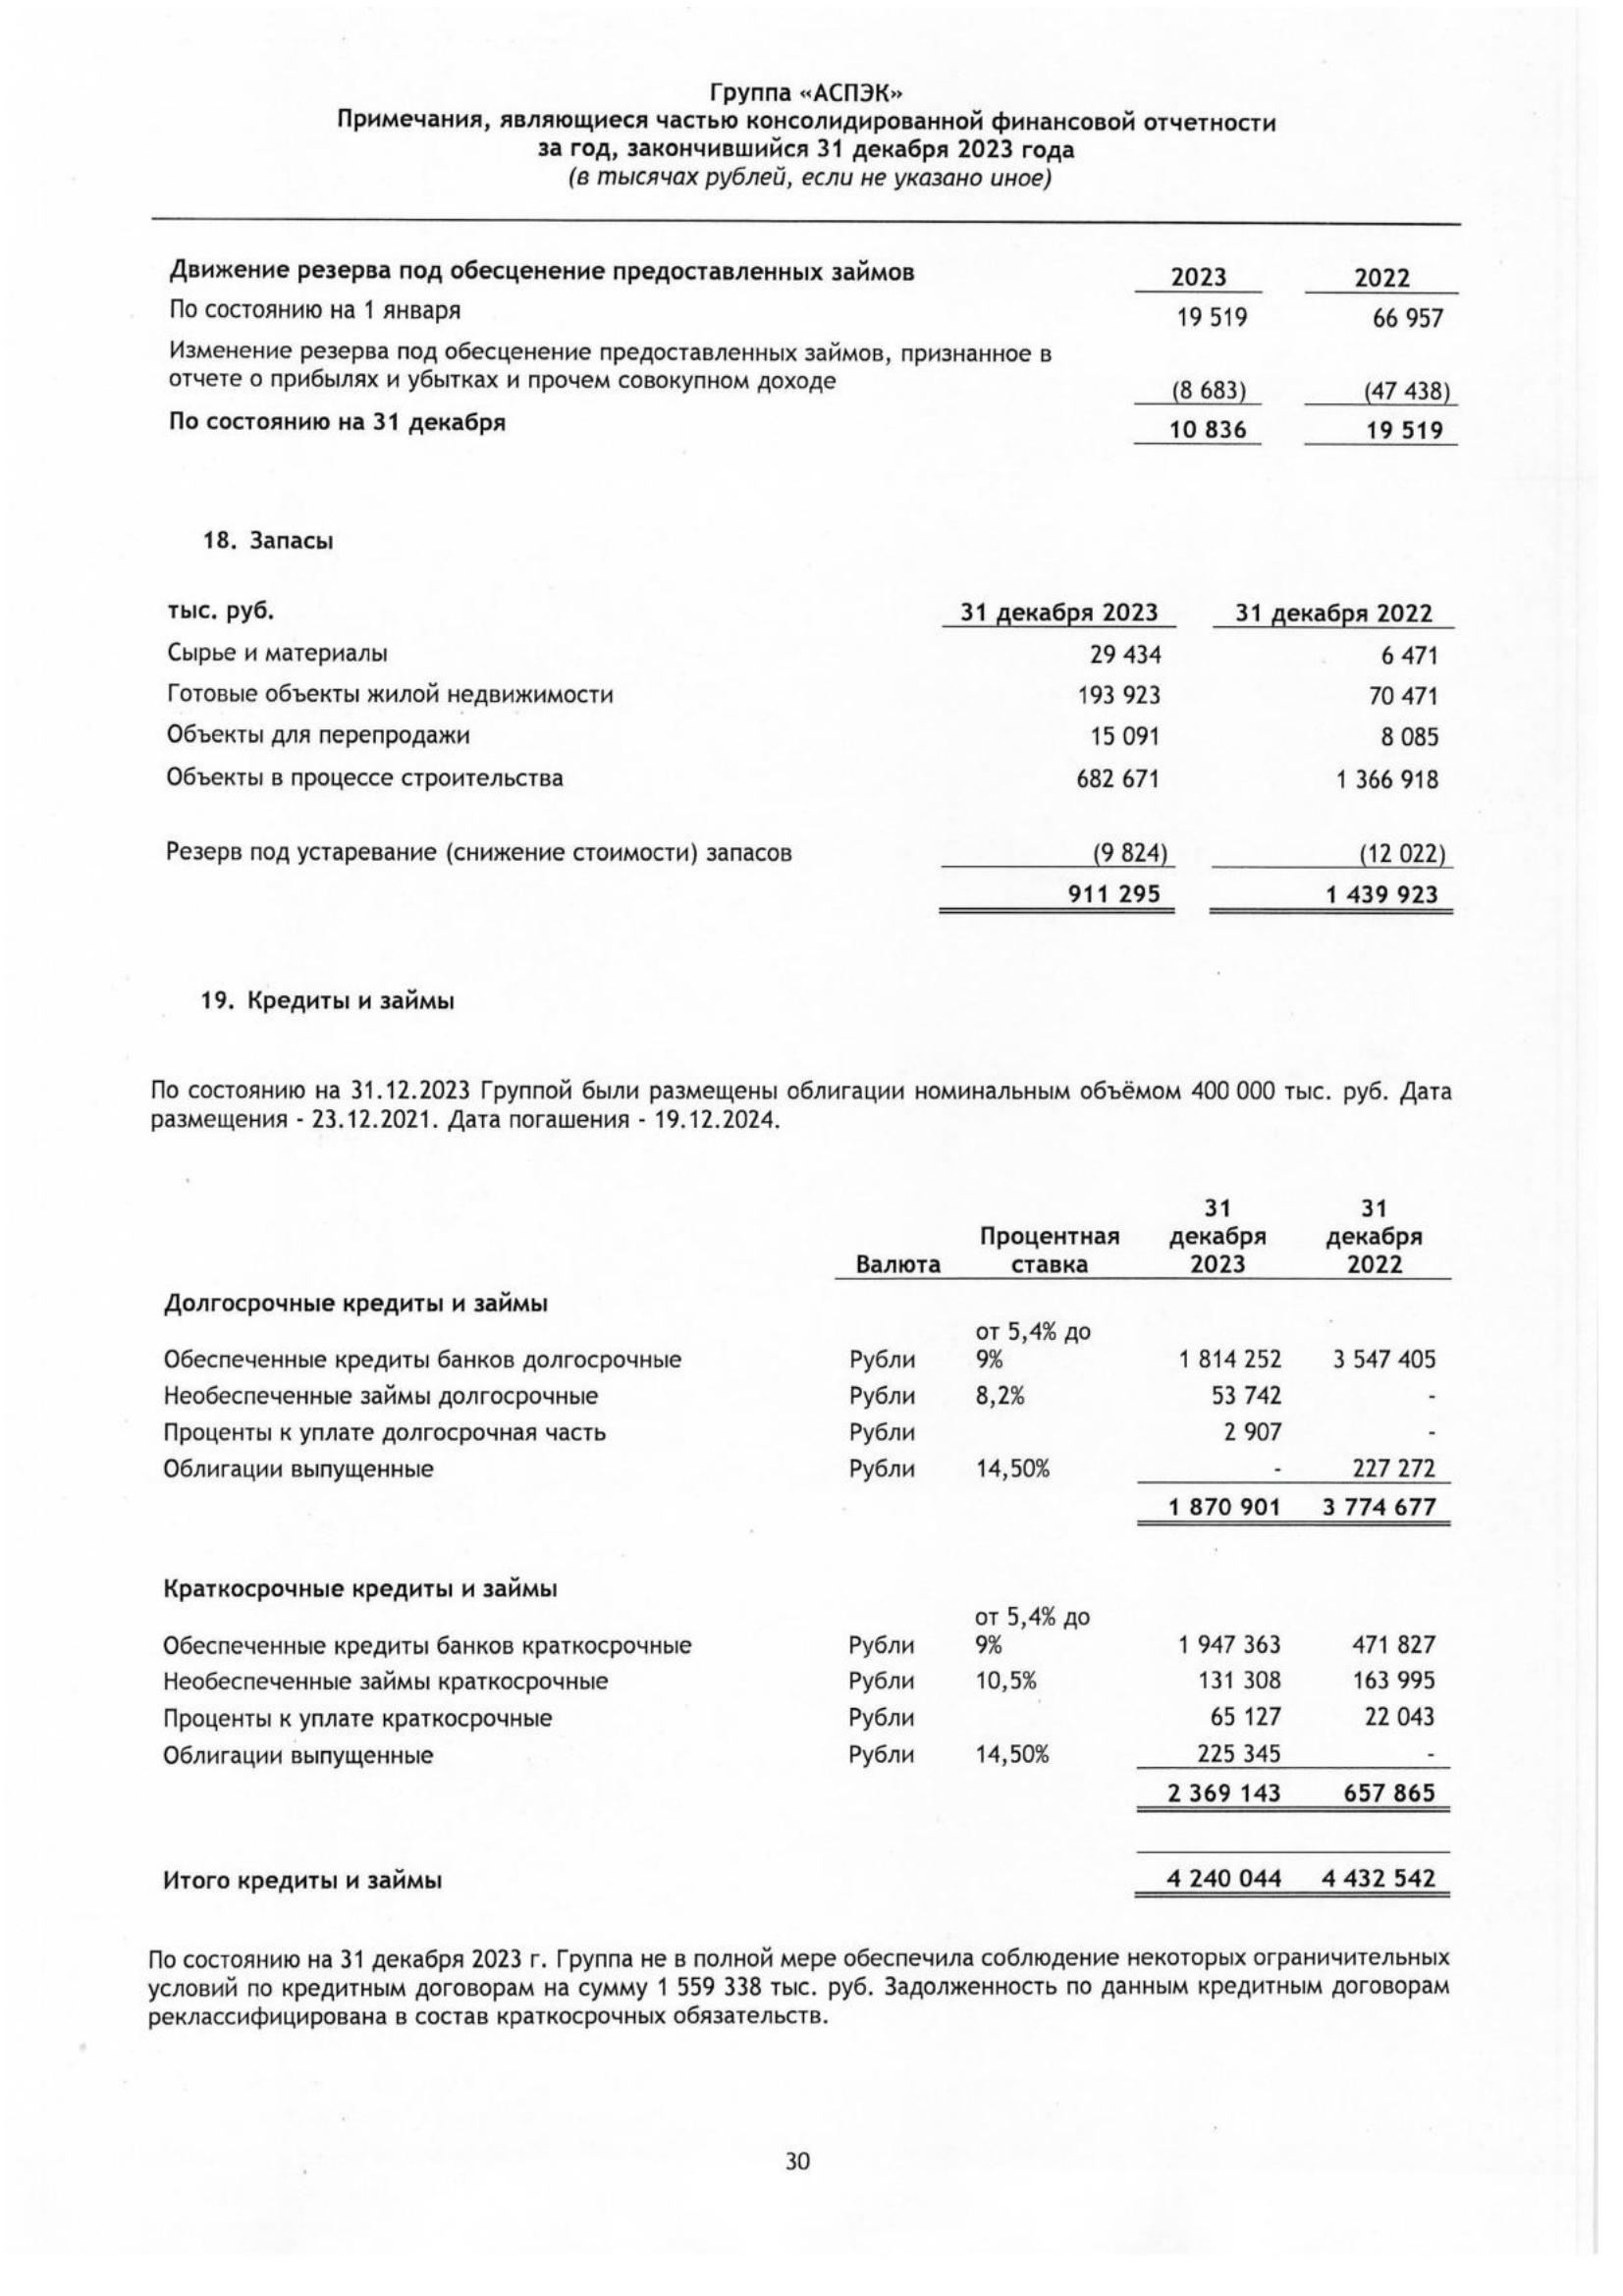 Группа «АСПЭК»
Примечания, являющиеся частью консолидированной финансовой отчетности
за год, закончившийся 31 декабря 2023 года
(в тысячах рублей, если не указано иное)
Движение резерва под обесценение предоставленных займов 2023 2022
По состоянию на 1 января 19 519 66 957
Изменение резерва под обесценение предоставленных займов, признанное в
отчете о прибылях и убытках и прочем совокупном доходе (8 683) (47 438)
По состоянию на 31 декабря 10 836 19 519
18. Запасы
тыс. руб. 31 декабря 2023 31 декабря 2022
Сырье и материалы 29 434 6 471
Готовые объекты жилой недвижимости 193 923 70 471
Объекты для перепродажи 15 091 8 085
Объекты в процессе строительства 682 671 1 366 918
Резерв под устаревание (снижение стоимости) запасов (9 824) (12 022)
911 295 1 439 923
19. Кредиты и займы
По состоянию на 31.12.2023 Группой были размещены облигации номинальным объёмом 400 000 тыс. руб. Дата
размещения - 23.12.2021. Дата погашения - 19.12.2024.
31 31
Процентная декабря декабря
Валюта ставка 2023 2022
Долгосрочные кредиты и займы
от 5,4% до
Обеспеченные кредиты банков долгосрочные Рубли 9% 1 814 252 3 547 405
Необеспеченные займы долгосрочные Рубли 8,2% 53 742 -
Проценты к уплате долгосрочная часть Рубли 2 907 -
Облигации выпущенные Рубли 14,50% - 227 272
1 870 901 3 774 677
Краткосрочные кредиты и займы
от 5,4% до
Обеспеченные кредиты банков краткосрочные Рубли 9% 1 947 363 471 827
Необеспеченные займы краткосрочные Рубли 10,5% 131 308 163 995
Проценты к уплате краткосрочные Рубли 65 127 22 043
Облигации выпущенные Рубли 14,50% 225 345 -
2 369 143 657 865
Итого кредиты и займы 4 240 044 4 432 542
По состоянию на 31 декабря 2023 г. Группа не в полной мере обеспечила соблюдение некоторых ограничительных
условий по кредитным договорам на сумму 1 559 338 тыс. руб. Задолженность по данным кредитным договорам
реклассифицирована в состав краткосрочных обязательств.
30